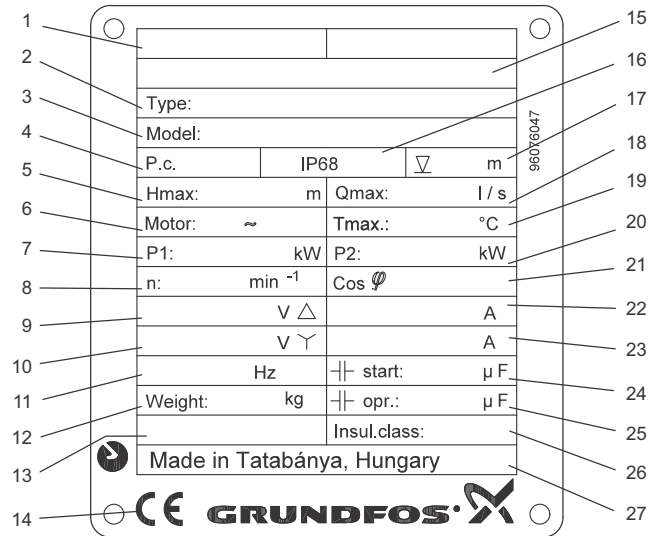 1
2
3
4
5
6
7
8
9
10
11
12
13
14
Type:
Model:
P.c. IP68 m
Hmax: m Qmax: l / s
Motor: ~ Tmax.: °C
P1: kW P2: kW
n: min -1 Cos φ
V △ A
V Y A
Hz start: µ F
Weight: kg opr.: µ F
Insul.class:
Made in Tatabánya, Hungary
CE GRUNDFOS
96076047
15
16
17
18
19
20
21
22
23
24
25
26
27